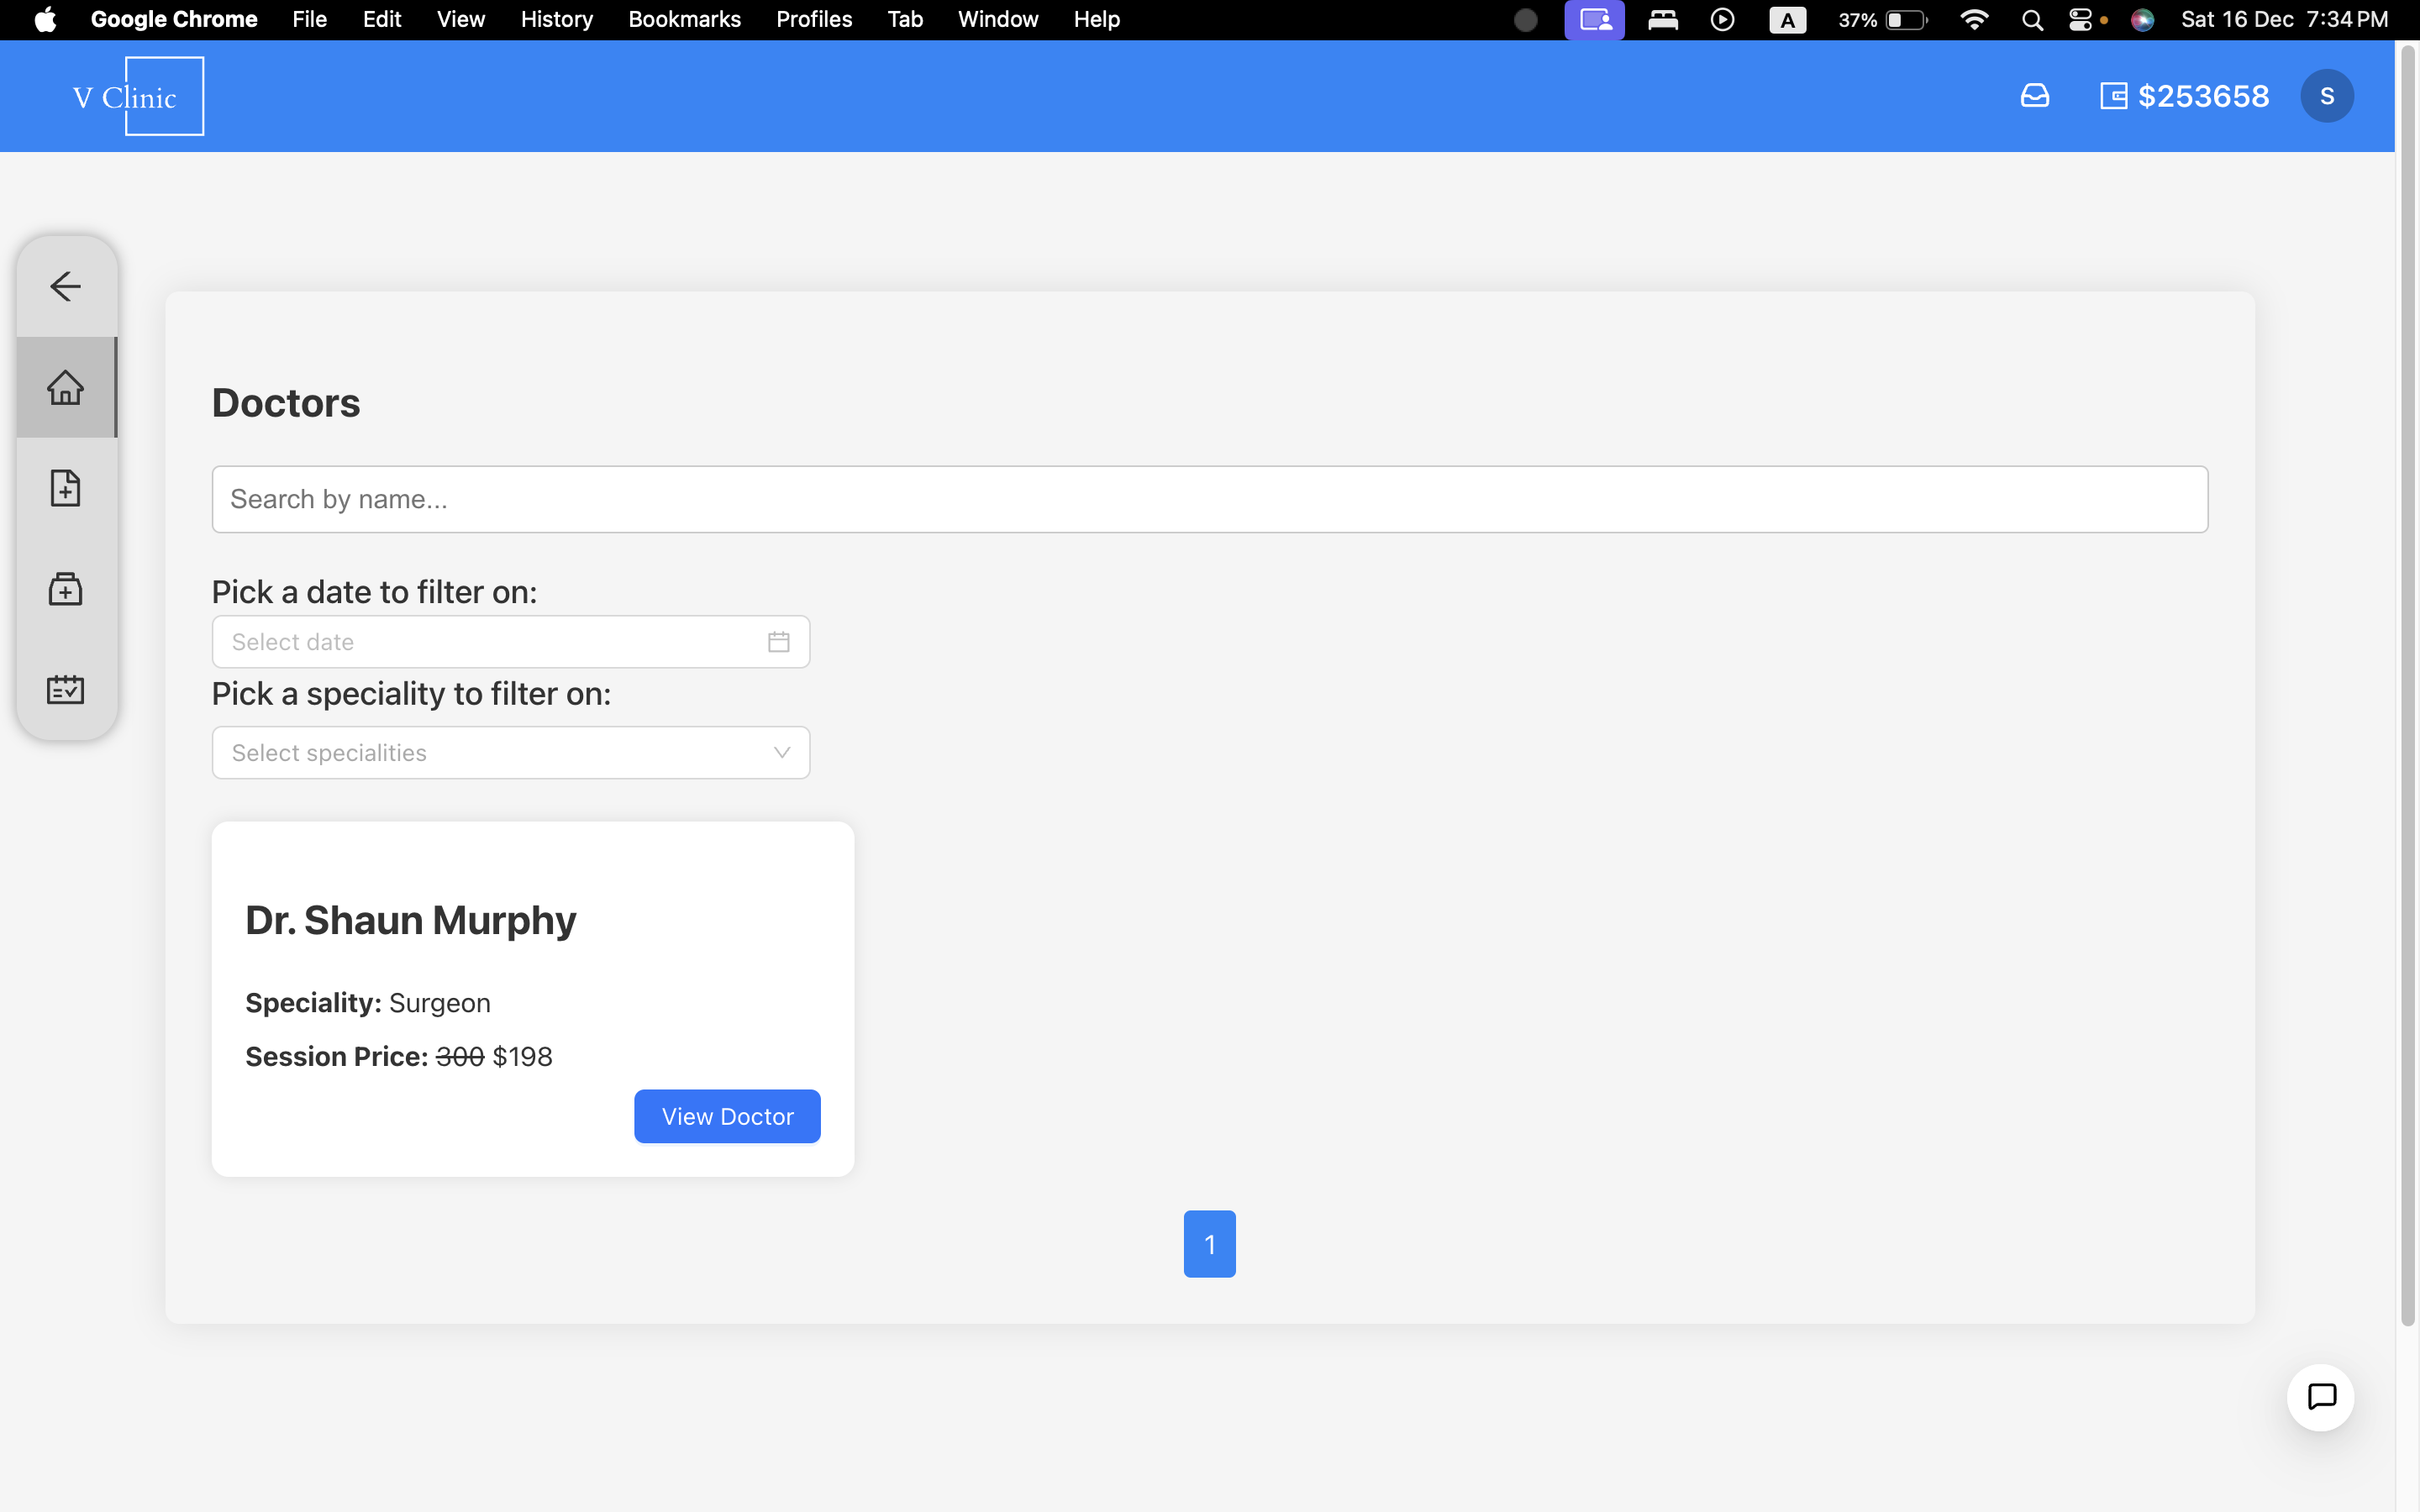 Google Chrome File Edit View History Bookmarks Profiles Tab Window Help A 37% Sat 16 Dec 7:34 PM
V Clinic
$253658 S
Doctors
Search by name...
Pick a date to filter on:
Select date
Pick a speciality to filter on:
Select specialities
Dr. Shaun Murphy
Speciality: Surgeon
Session Price: 300 $198
View Doctor
1